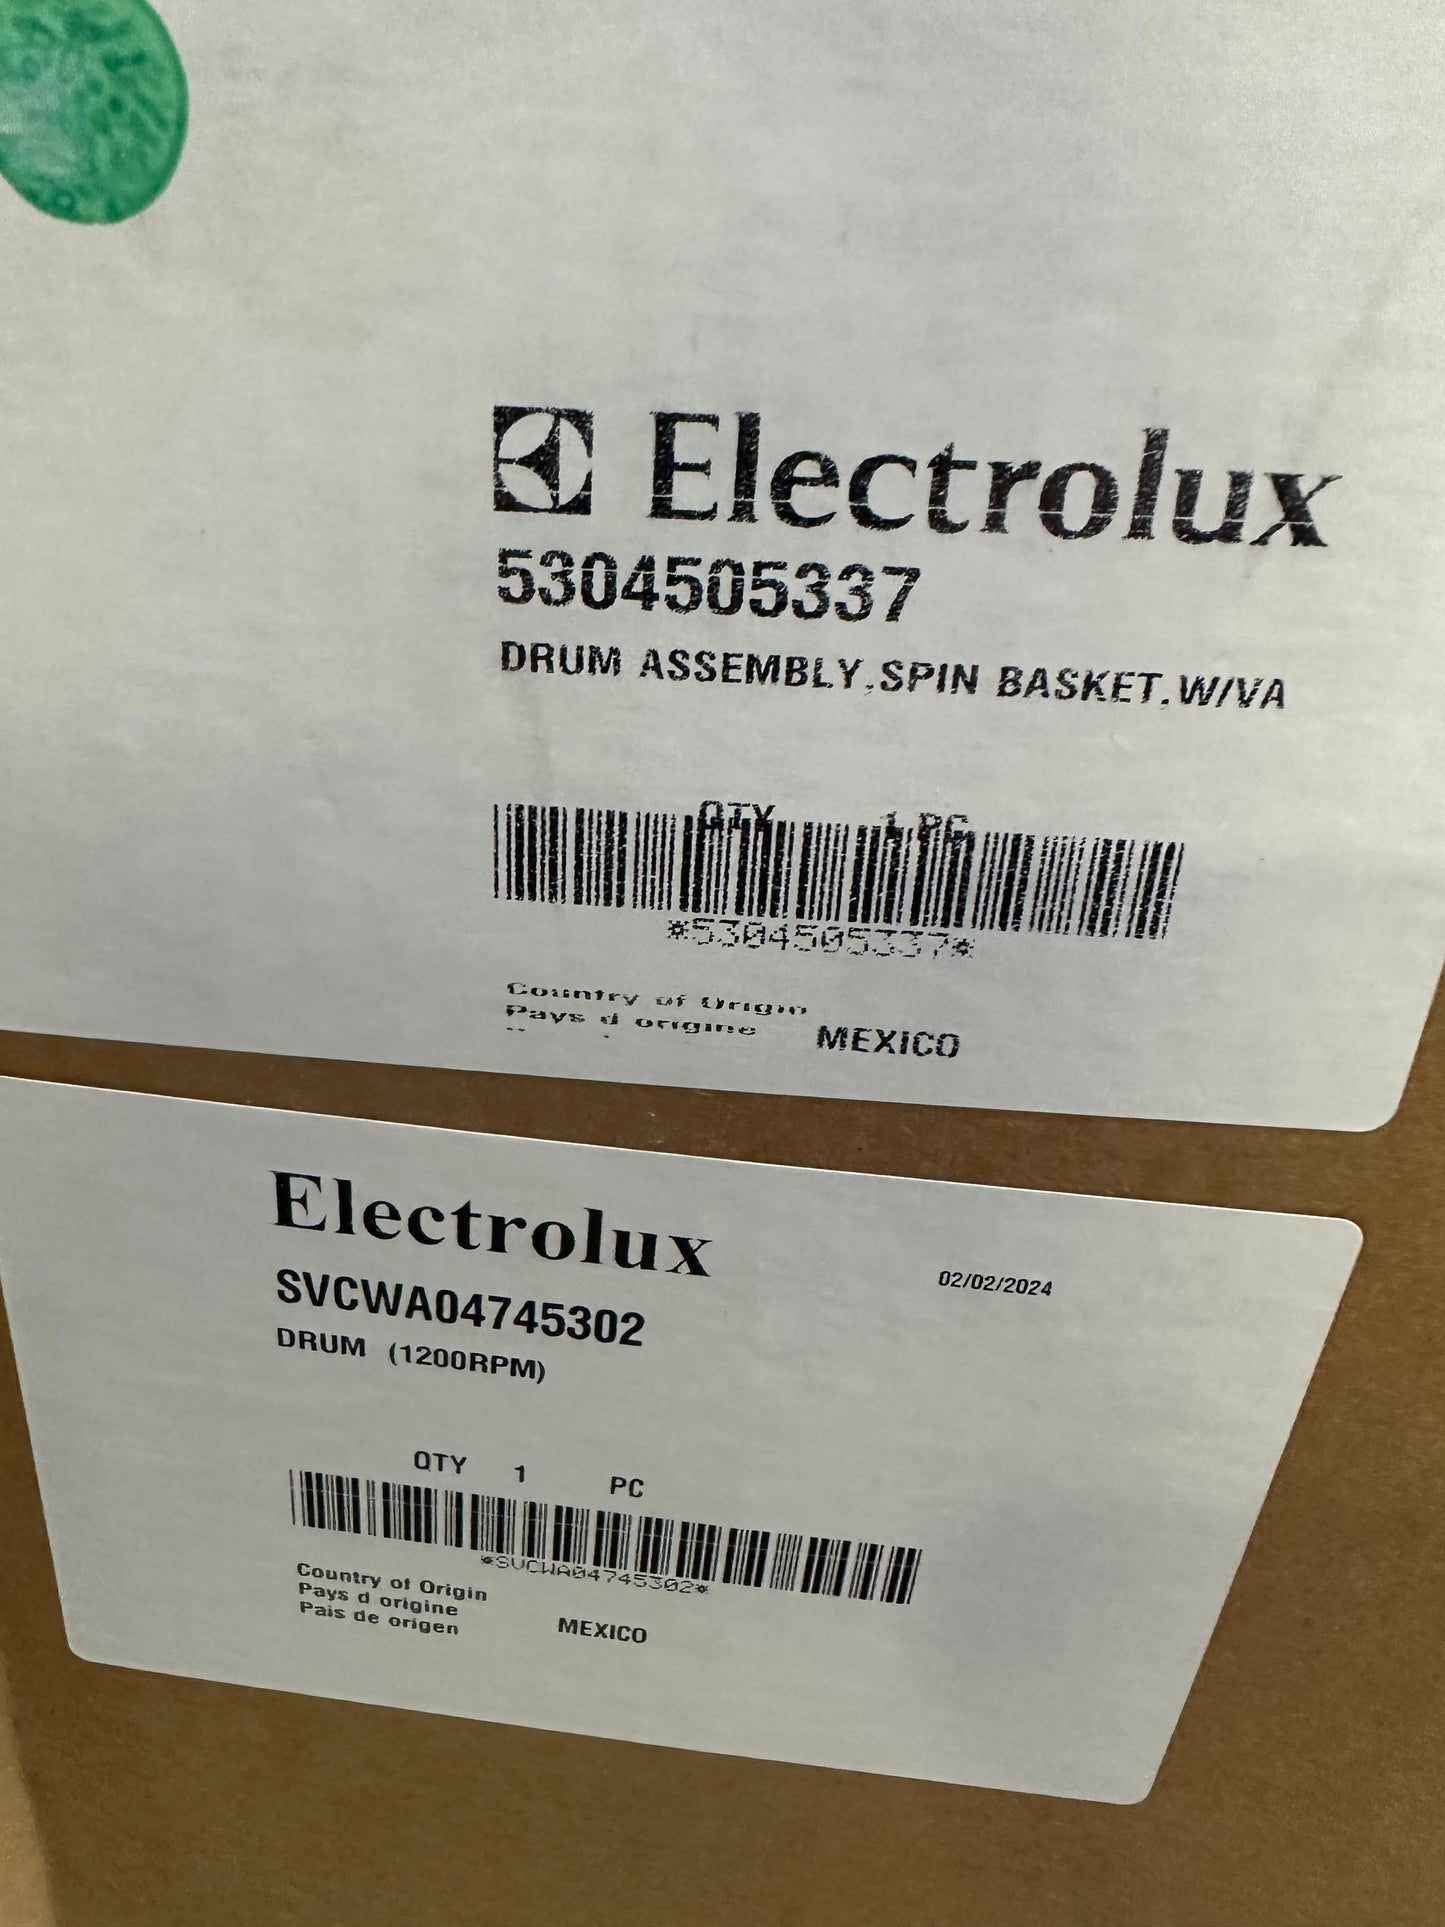 Electrolux
5304505337
DRUM ASSEMBLY,SPIN BASKET,W/VA
QTY 1 PC
*5304505337*
Country of Origin
Pays d origine
MEXICO
Electrolux
SVCWA04745302
02/02/2024
DRUM (1200RPM)
QTY 1 PC
*SVCWA04745302*
Country of Origin
Pays d origine
Pais de origen
MEXICO